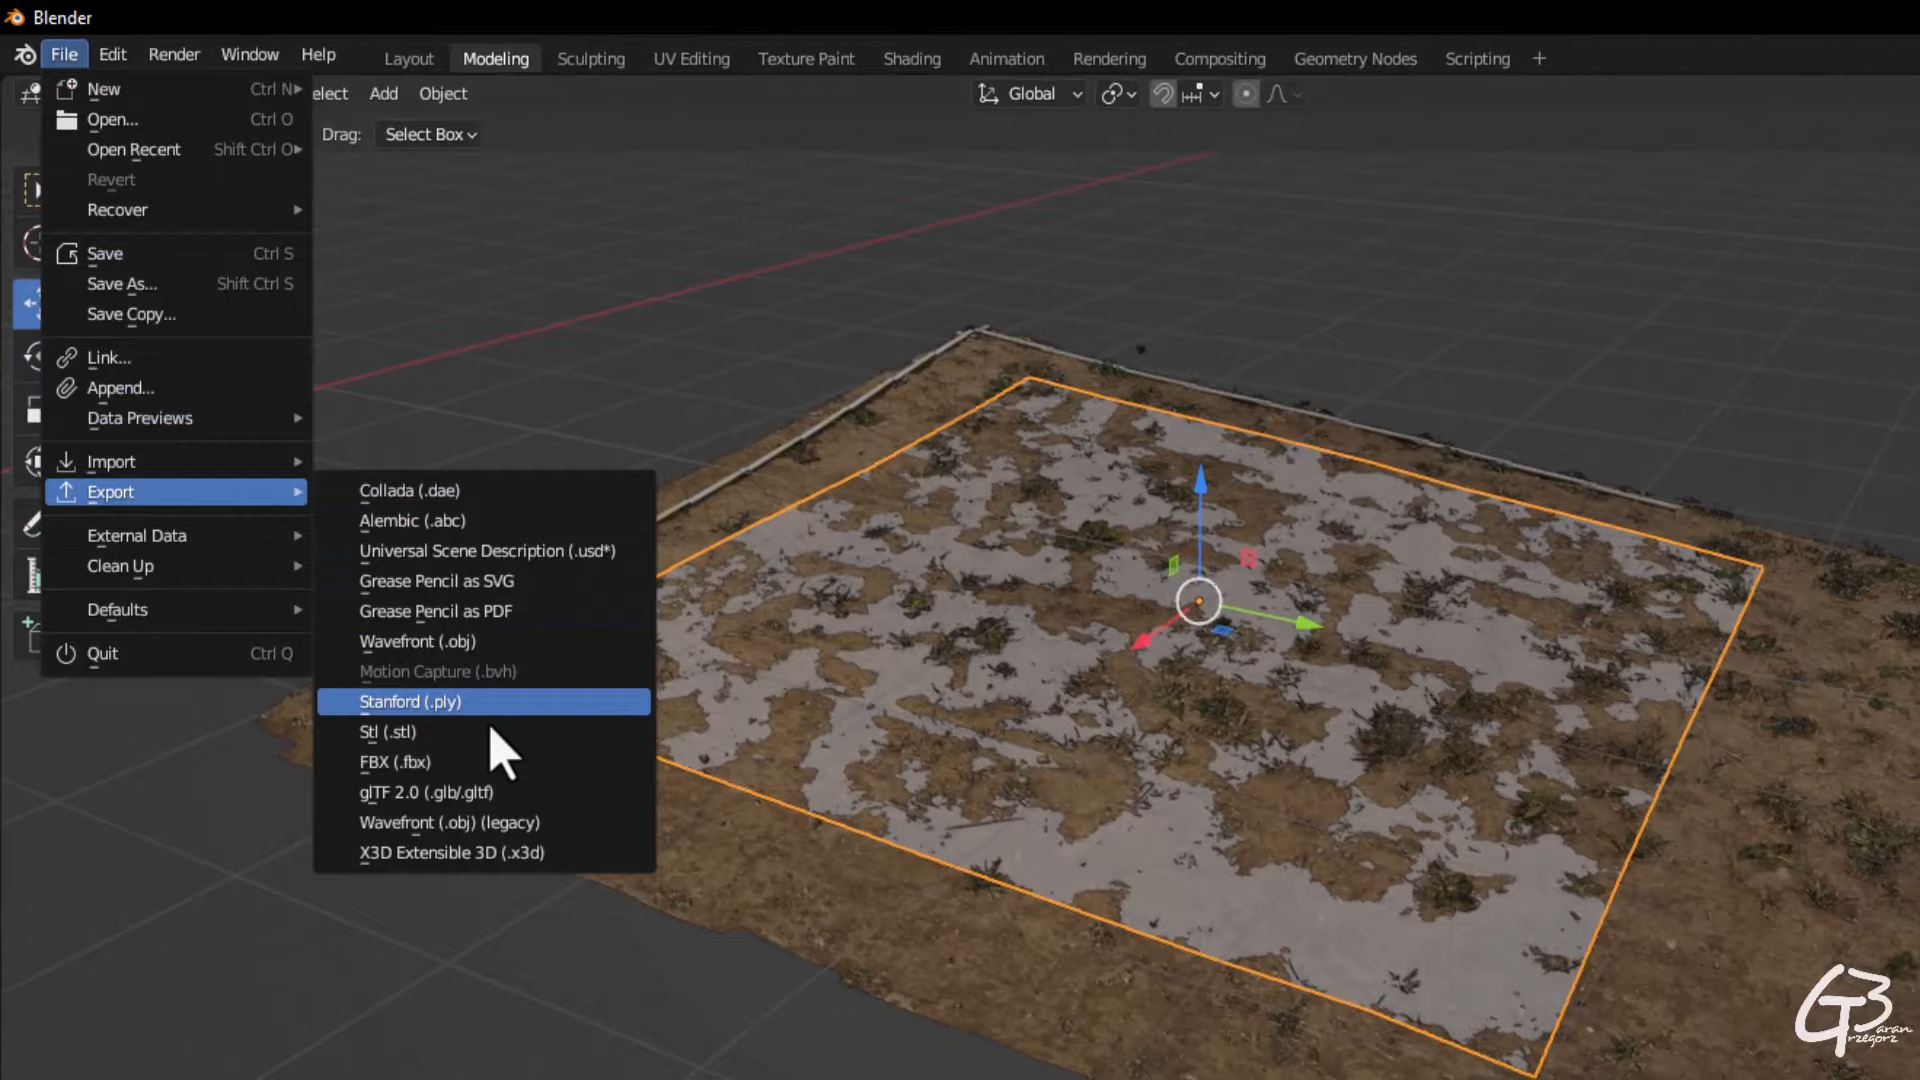 Blender
File Edit Render Window Help Layout Modeling Sculpting UV Editing Texture Paint Shading Animation Rendering Compositing Geometry Nodes Scripting +
New Ctrl N
elect Add Object Global
Open... Ctrl O
Drag: Select Box
Open Recent Shift Ctrl O
Revert
Recover
Save Ctrl S
Save As... Shift Ctrl S
Save Copy...
Link...
Append...
Data Previews
Import
Export
External Data
Clean Up
Defaults
Quit Ctrl Q
Collada (.dae)
Alembic (.abc)
Universal Scene Description (.usd*)
Grease Pencil as SVG
Grease Pencil as PDF
Wavefront (.obj)
Motion Capture (.bvh)
Stanford (.ply)
Stl (.stl)
FBX (.fbx)
glTF 2.0 (.glb/.gltf)
Wavefront (.obj) (legacy)
X3D Extensible 3D (.x3d)